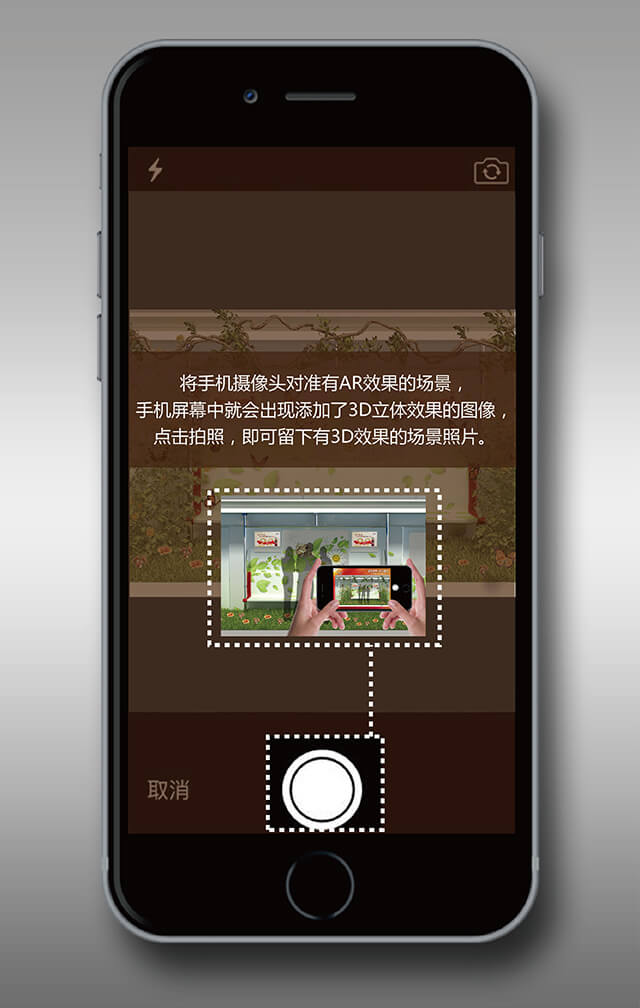 将手机摄像头对准有AR效果的场景，
手机屏幕中就会出现添加了3D立体效果的图像，
点击拍照，即可留下有3D效果的场景照片。
取消